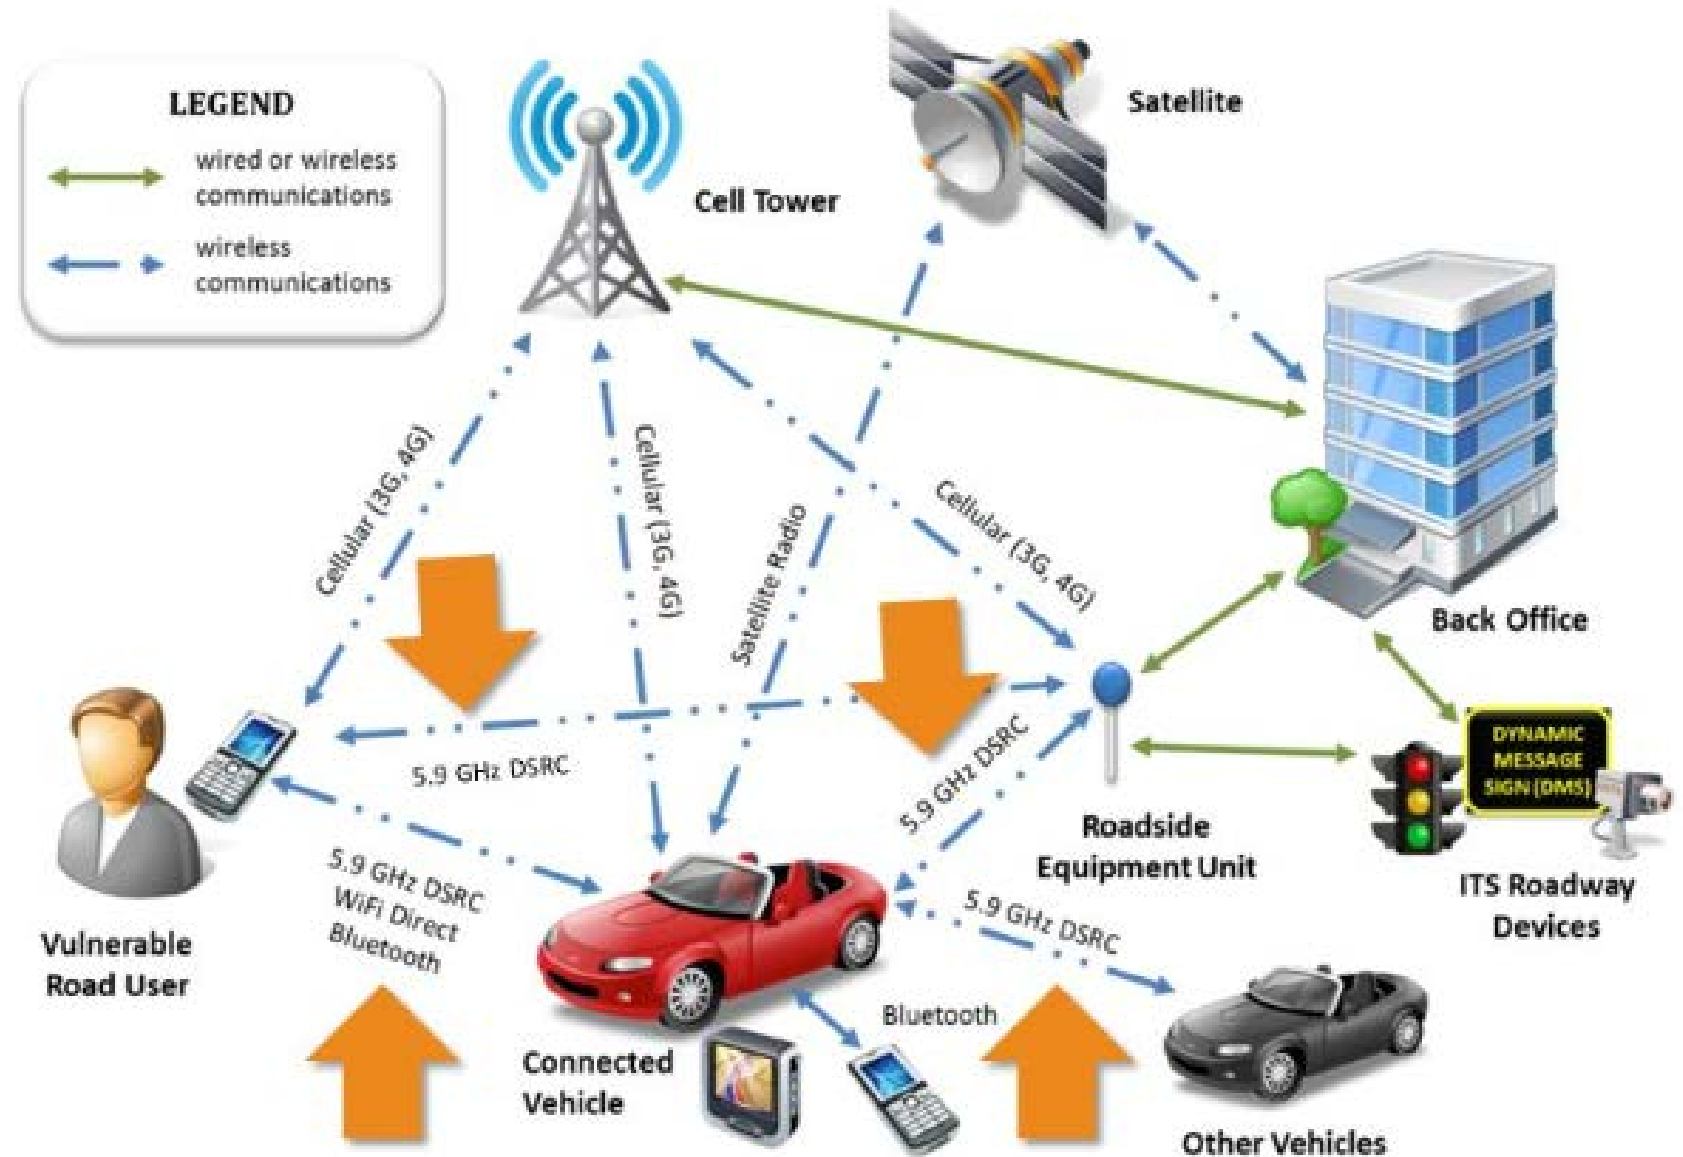 LEGEND
wired or wireless
communications
wireless
communications
Cell Tower
Satellite
Cellular (3G, 4G)
Cellular (3G, 4G)
Satellite Radio
Cellular (3G, 4G)
Back Office
5.9 GHz DSRC
5.9 GHz DSRC
DYNAMIC
MESSAGE
SIGN (DMS)
Roadside
Equipment Unit
ITS Roadway
Devices
5.9 GHz DSRC
WiFi Direct
Bluetooth
5.9 GHz DSRC
Vulnerable
Road User
Bluetooth
Connected
Vehicle
Other Vehicles